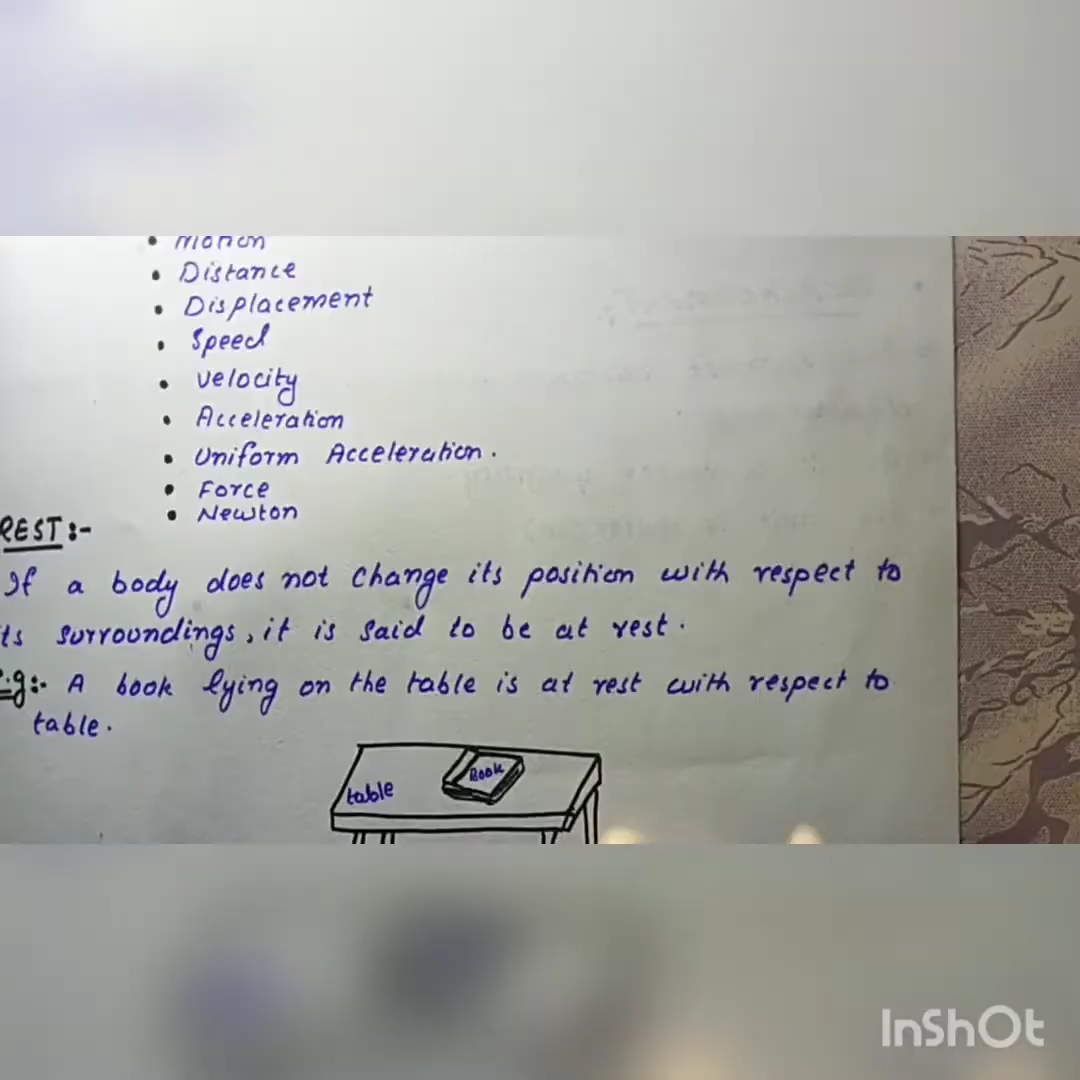 • Motion
• Distance
• Displacement
• Speed
• Velocity
• Acceleration
• Uniform Acceleration.
• Force
• Newton
REST:-
If a body does not change its position with respect to
ts surroundings, it is said to be at rest.
E.g:- A book lying on the table is at rest with respect to
table.
Book
table
InShOt